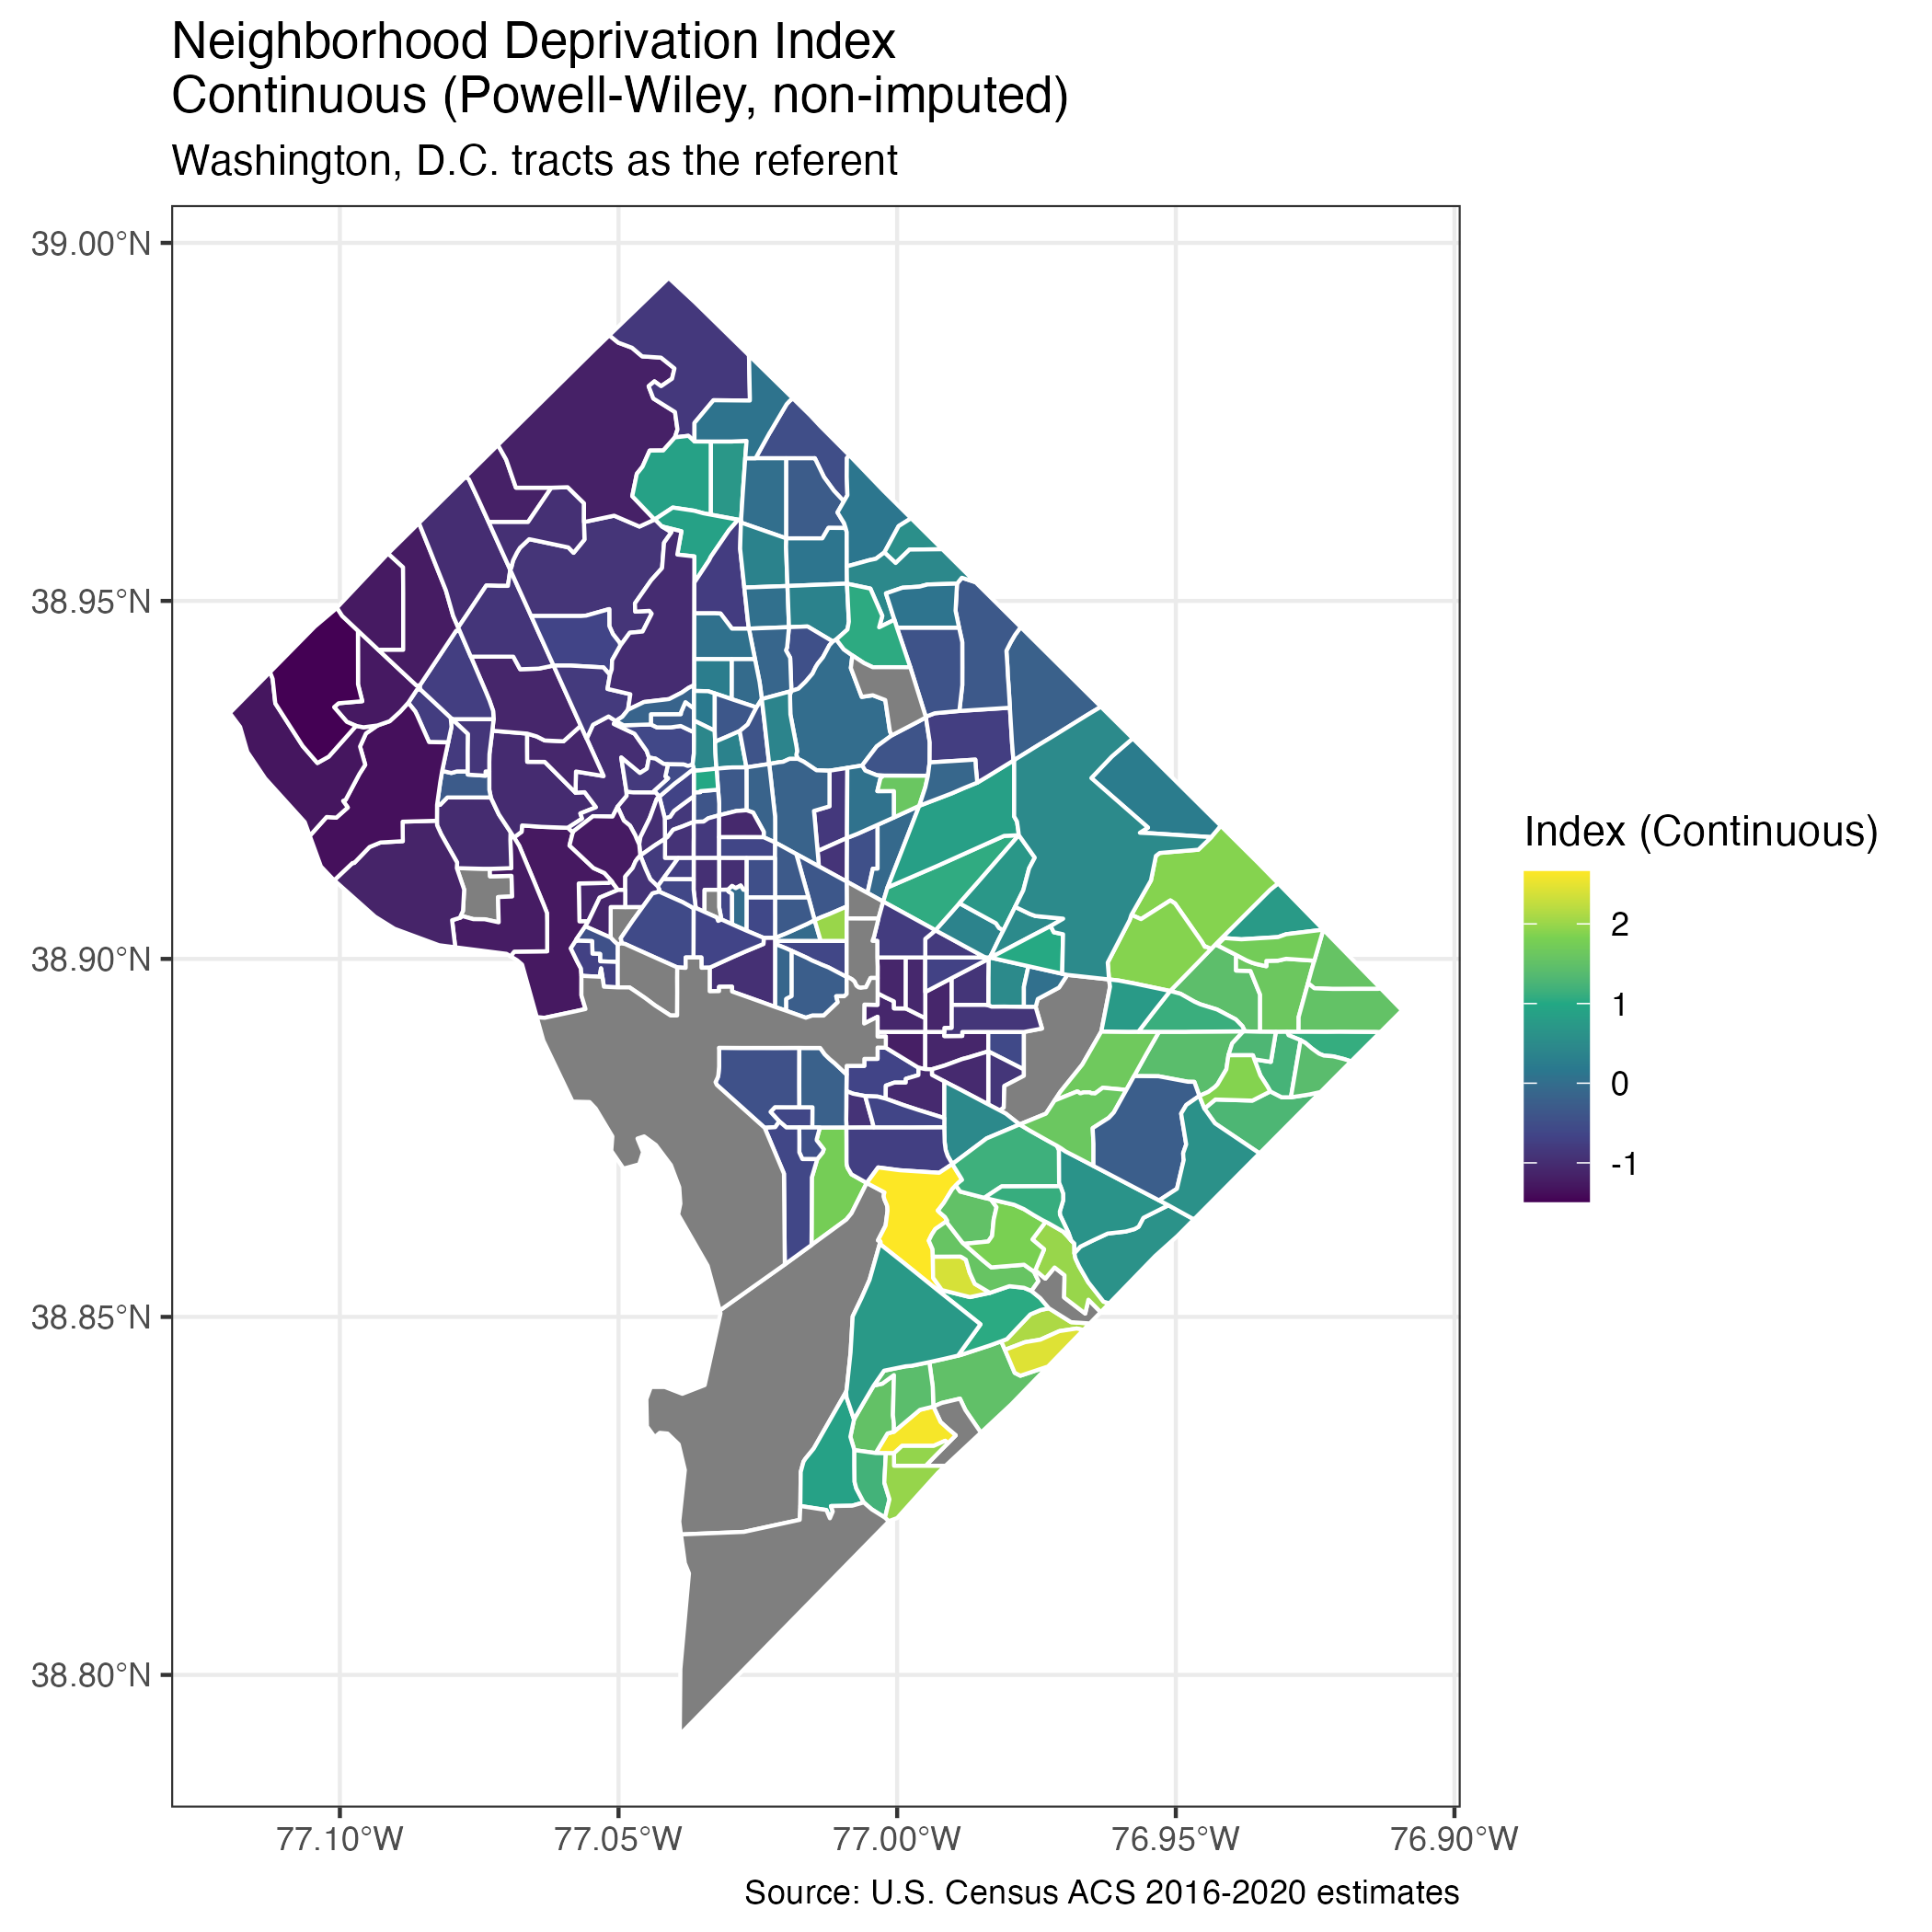 Neighborhood Deprivation Index
Continuous (Powell-Wiley, non-imputed)
Washington, D.C. tracts as the referent
39.00°N
38.95°N
38.90°N
38.85°N
38.80°N
77.10°W
77.05°W
77.00°W
76.95°W
76.90°W
Index (Continuous)
2
1
0
-1
Source: U.S. Census ACS 2016-2020 estimates